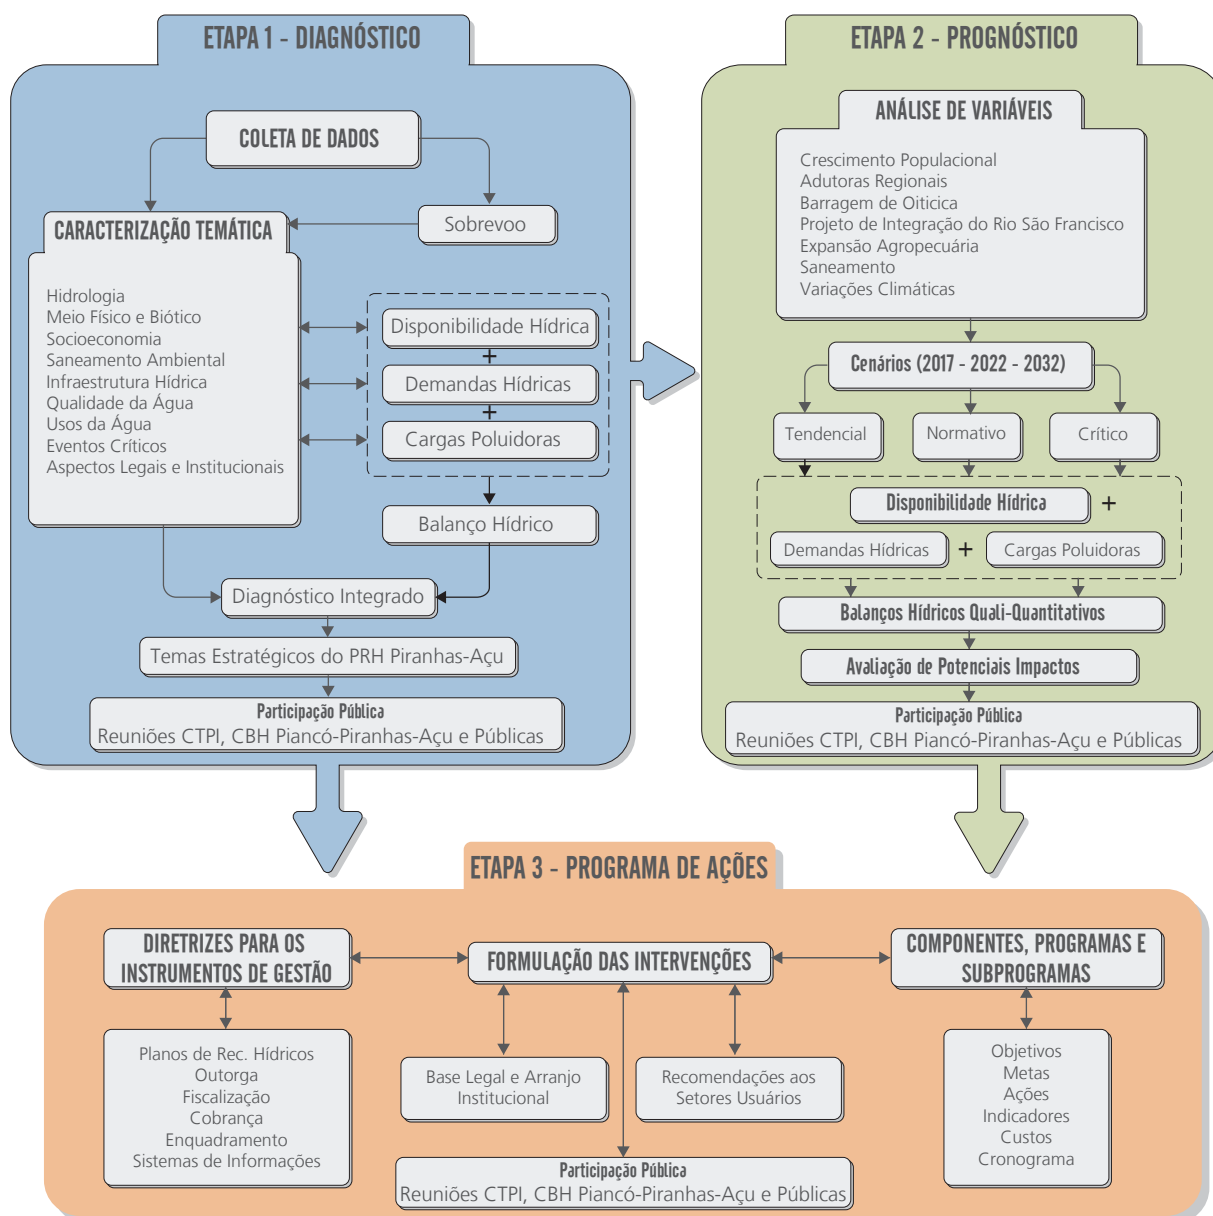 ETAPA 1 - DIAGNÓSTICO
COLETA DE DADOS
Sobrevoo
CARACTERIZAÇÃO TEMÁTICA
Hidrologia
Meio Físico e Biótico
Socioeconomia
Saneamento Ambiental
Infraestrutura Hídrica
Qualidade da Água
Usos da Água
Eventos Críticos
Aspectos Legais e Institucionais
Disponibilidade Hídrica
+
Demandas Hídricas
+
Cargas Poluidoras
Balanço Hídrico
Diagnóstico Integrado
Temas Estratégicos do PRH Piranhas-Açu
Participação Pública
Reuniões CTPI, CBH Piancó-Piranhas-Açu e Públicas
ETAPA 2 - PROGNÓSTICO
ANÁLISE DE VARIÁVEIS
Crescimento Populacional
Adutoras Regionais
Barragem de Oiticica
Projeto de Integração do Rio São Francisco
Expansão Agropecuária
Saneamento
Variações Climáticas
Cenários (2017 - 2022 - 2032)
Tendencial
Normativo
Crítico
Disponibilidade Hídrica +
Demandas Hídricas + Cargas Poluidoras
Balanços Hídricos Quali-Quantitativos
Avaliação de Potenciais Impactos
Participação Pública
Reuniões CTPI, CBH Piancó-Piranhas-Açu e Públicas
ETAPA 3 - PROGRAMA DE AÇÕES
DIRETRIZES PARA OS
INSTRUMENTOS DE GESTÃO
Planos de Rec. Hídricos
Outorga
Fiscalização
Cobrança
Enquadramento
Sistemas de Informações
FORMULAÇÃO DAS INTERVENÇÕES
Base Legal e Arranjo
Institucional
Recomendações aos
Setores Usuários
Participação Pública
Reuniões CTPI, CBH Piancó-Piranhas-Açu e Públicas
COMPONENTES, PROGRAMAS E
SUBPROGRAMAS
Objetivos
Metas
Ações
Indicadores
Custos
Cronograma